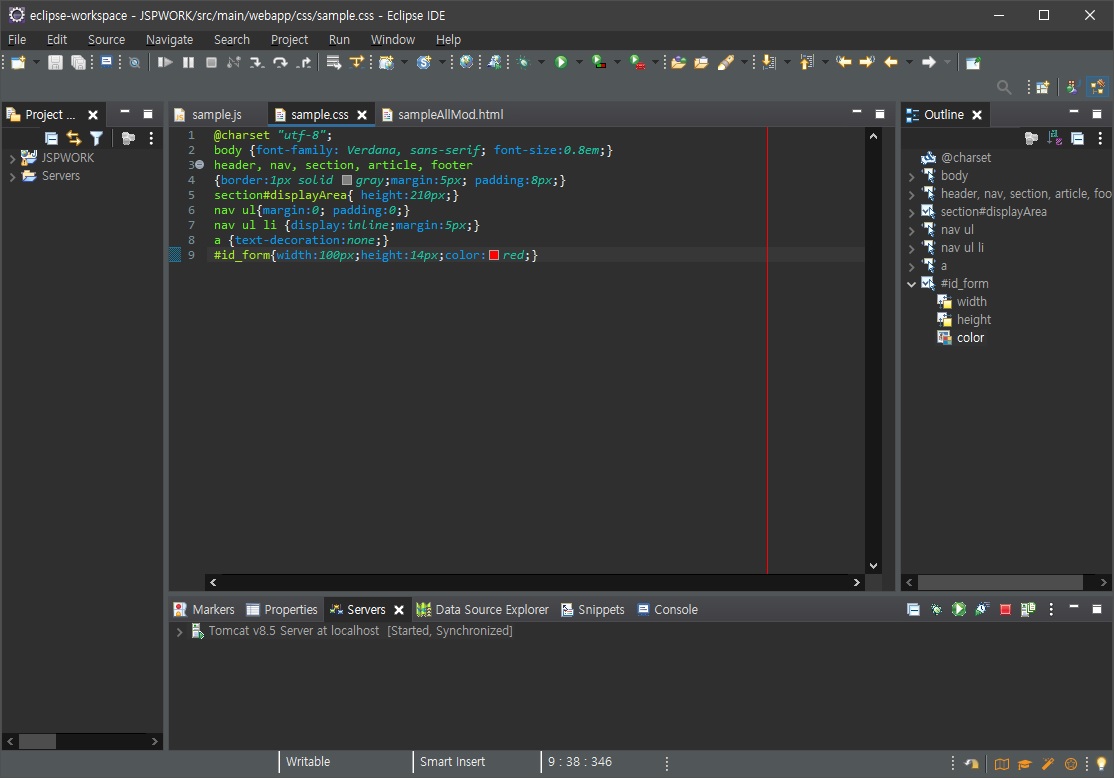 eclipse-workspace - JSPWORK/src/main/webapp/css/sample.css - Eclipse IDE
File Edit Source Navigate Search Project Run Window Help
Project ...
JSPWORK
Servers
sample.js sample.css sampleAllMod.html
1 @charset "utf-8";
2 body {font-family: Verdana, sans-serif; font-size:0.8em;}
3 header, nav, section, article, footer
4 {border:1px solid gray;margin:5px; padding:8px;}
5 section#displayArea{ height:210px;}
6 nav ul{margin:0; padding:0;}
7 nav ul li {display:inline;margin:5px;}
8 a {text-decoration:none;}
9 #id_form{width:100px;height:14px;color:red;}
Outline
@charset
body
header, nav, section, article, foo
section#displayArea
nav ul
nav ul li
a
#id_form
width
height
color
Markers Properties Servers Data Source Explorer Snippets Console
Tomcat v8.5 Server at localhost [Started, Synchronized]
Writable Smart Insert 9 : 38 : 346